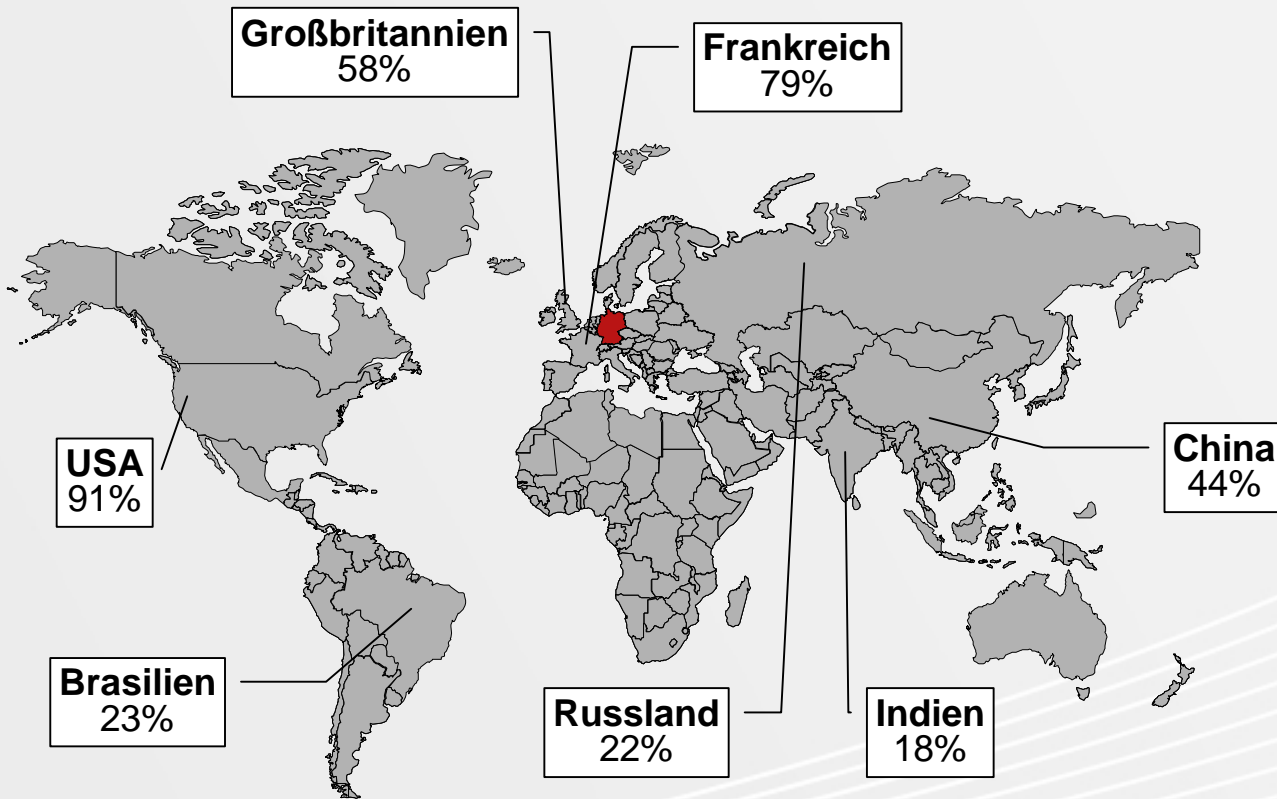 Großbritannien
58%
Frankreich
79%
USA
91%
China
44%
Brasilien
23%
Russland
22%
Indien
18%